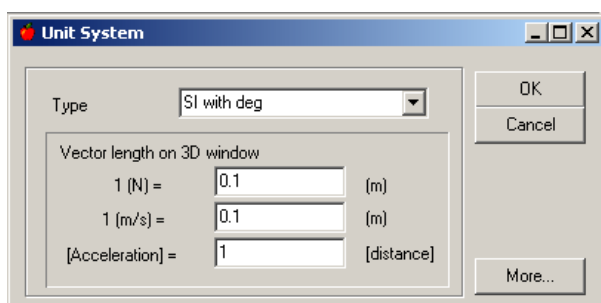 Unit System
Type SI with deg
OK
Cancel
Vector length on 3D window
1 (N) = 0.1 (m)
1 (m/s) = 0.1 (m)
[Acceleration] = 1 [distance]
More...